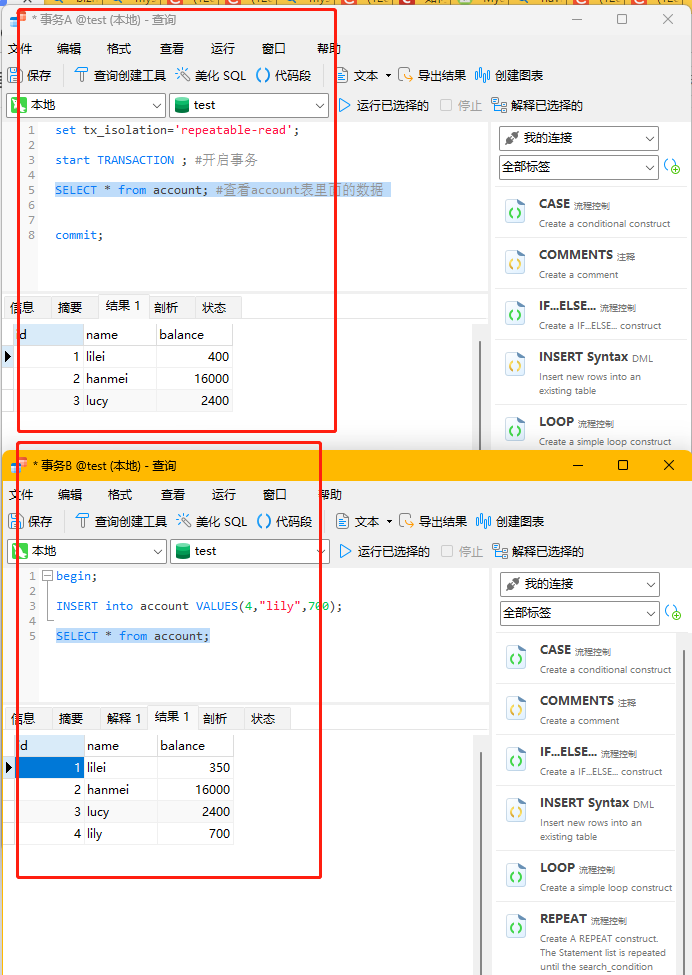 * 事务A @test (本地) - 查询
文件 编辑 格式 查看 运行 窗口 帮助
保存 查询创建工具 美化 SQL 代码段 文本 导出结果 创建图表
本地 test 运行已选择的 停止 解释已选择的
1 set tx_isolation='repeatable-read';
2
3 start TRANSACTION ; #开启事务
4
5 SELECT * from account; #查看account表里面的数据
6
7
8 commit;
我的连接
全部标签
CASE 流程控制
Create a conditional construct
COMMENTS 注释
Create a comment
IF...ELSE... 流程控制
Create a IF...ELSE... construct
INSERT Syntax DML
Insert new rows into an
existing table
LOOP 流程控制
Create a simple loop construct
信息 摘要 结果 1 剖析 状态
id name balance
1 lilei 400
2 hanmei 16000
3 lucy 2400
* 事务B @test (本地) - 查询
文件 编辑 格式 查看 运行 窗口 帮助
保存 查询创建工具 美化 SQL 代码段 文本 导出结果 创建图表
本地 test 运行已选择的 停止 解释已选择的
1 begin;
2
3 INSERT into account VALUES(4,"lily",700);
4
5 SELECT * from account;
我的连接
全部标签
CASE 流程控制
Create a conditional construct
COMMENTS 注释
Create a comment
IF...ELSE... 流程控制
Create a IF...ELSE... construct
INSERT Syntax DML
Insert new rows into an
existing table
LOOP 流程控制
Create a simple loop construct
REPEAT 流程控制
Create A REPEAT construct.
The Statement list is repeated
until the search_condition
信息 摘要 解释 1 结果 1 剖析 状态
id name balance
1 lilei 350
2 hanmei 16000
3 lucy 2400
4 lily 700